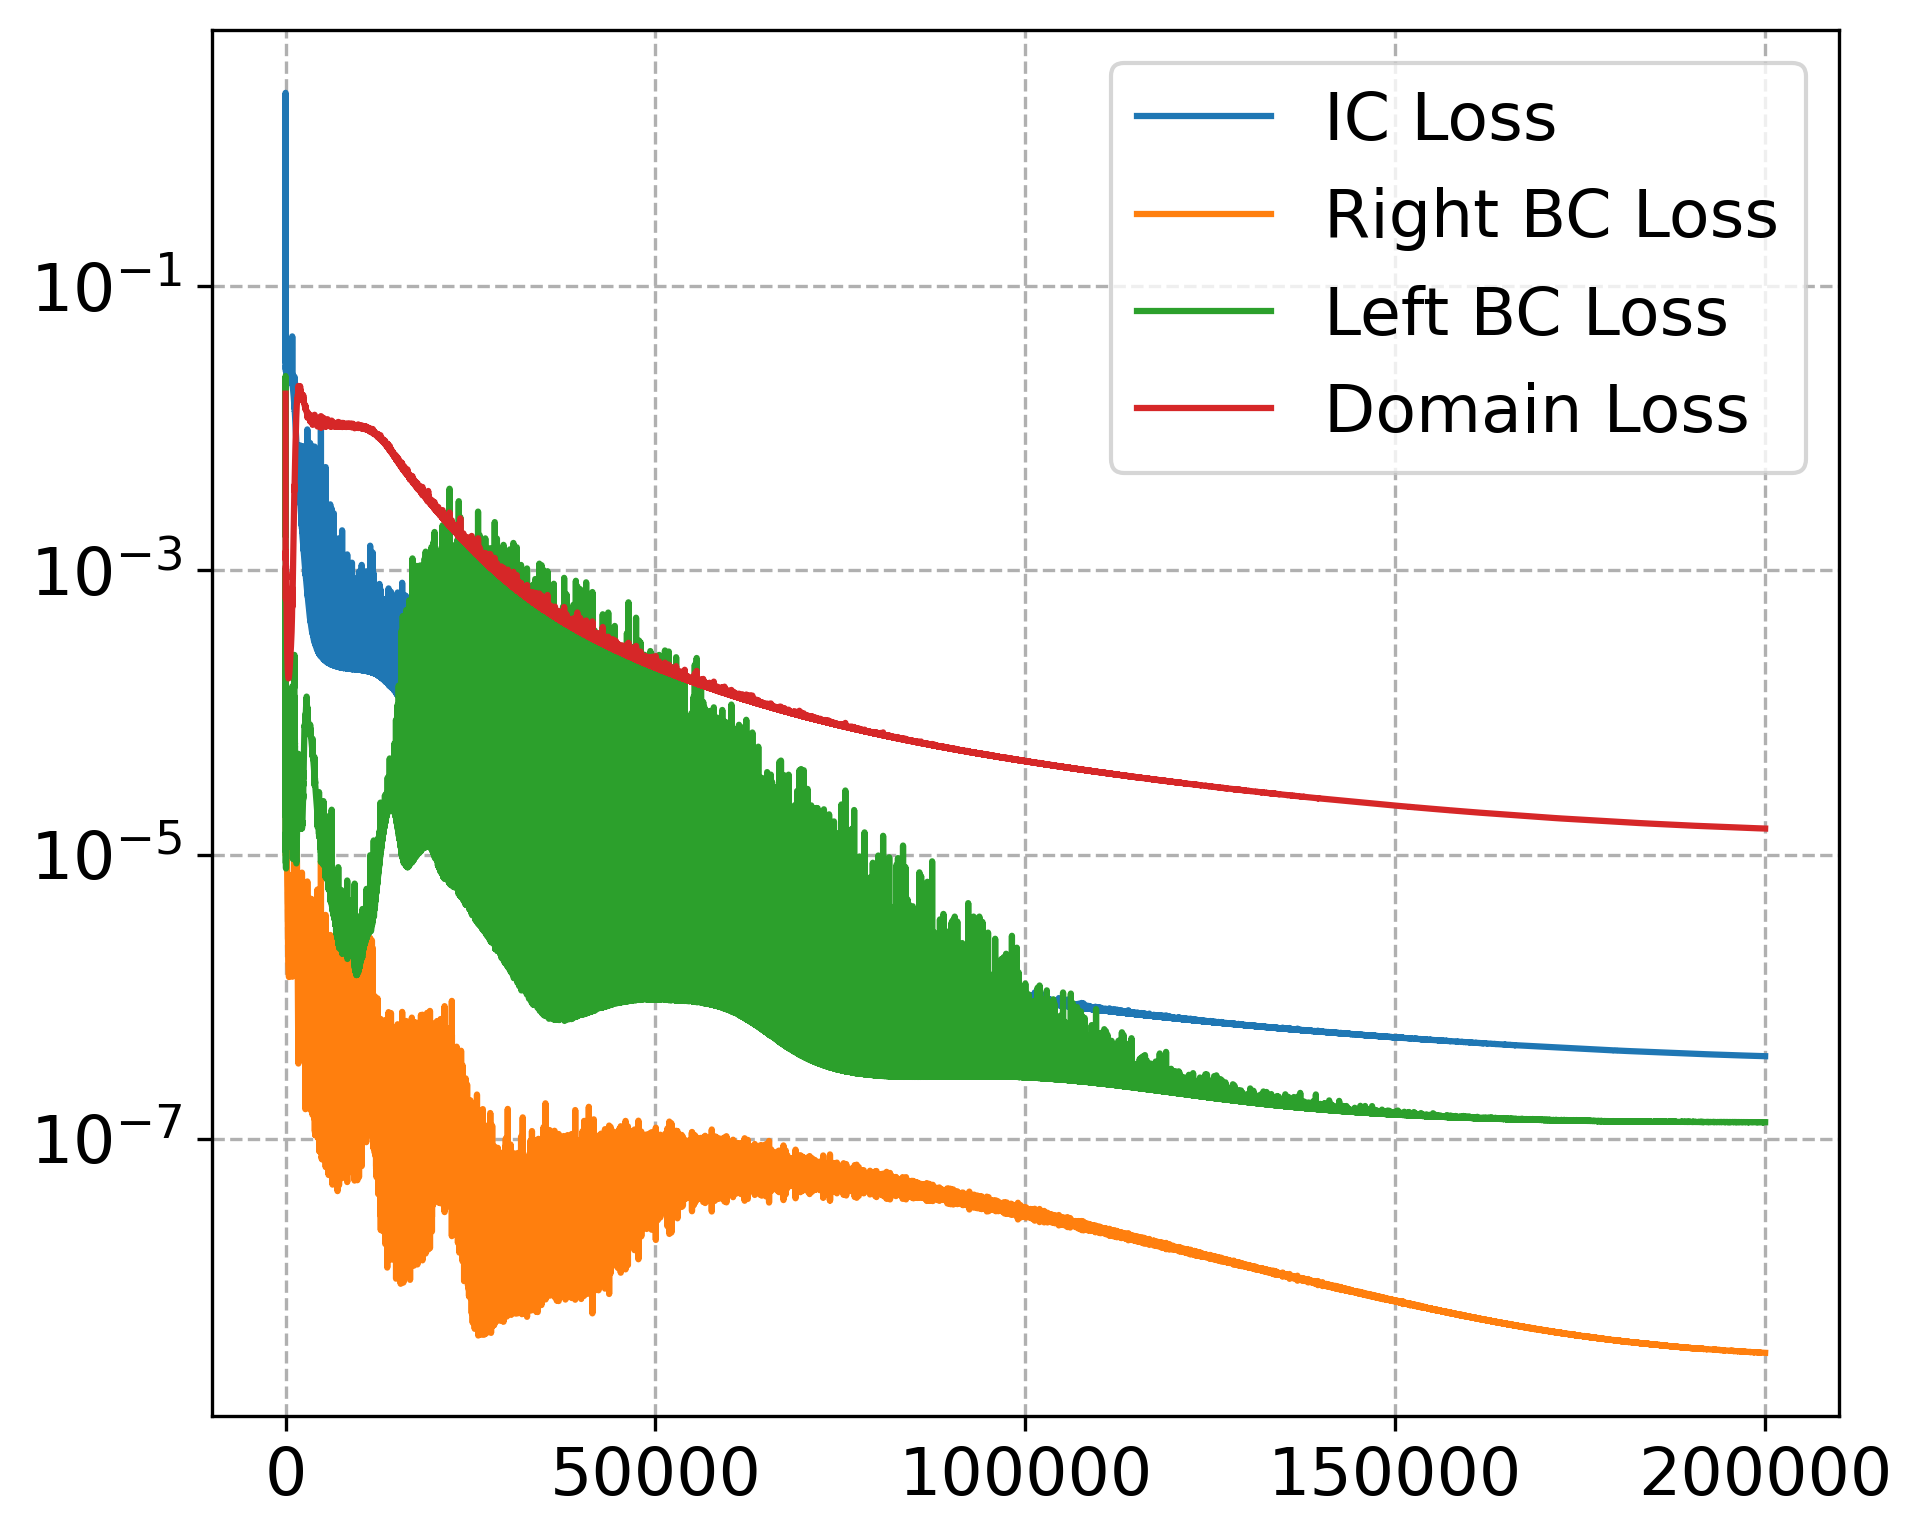 IC Loss
Right BC Loss
Left BC Loss
Domain Loss
10⁻¹
10⁻³
10⁻⁵
10⁻⁷
0 50000 100000 150000 200000